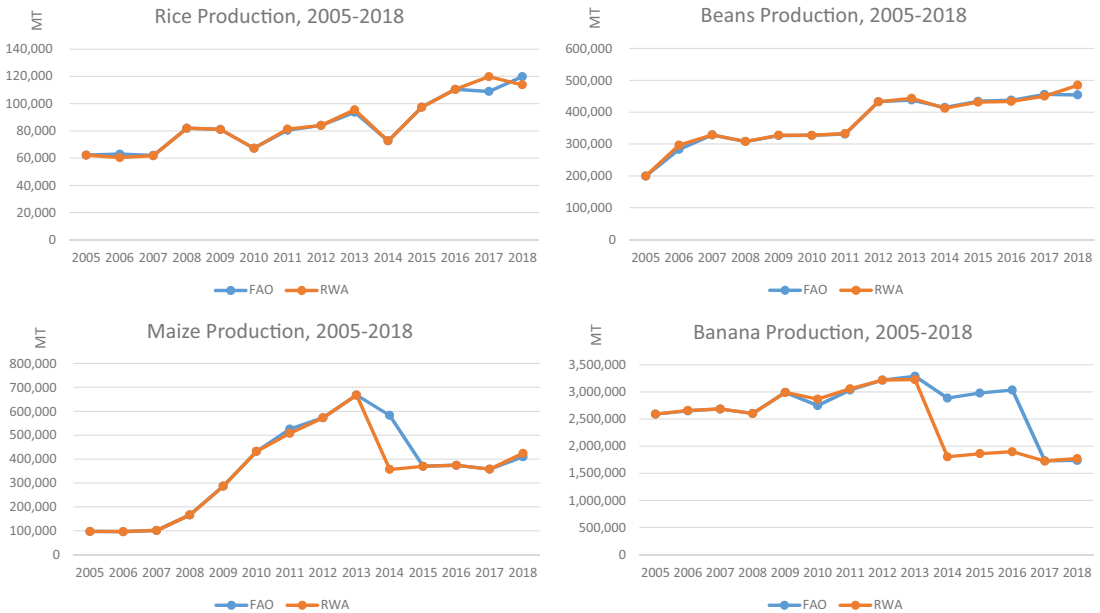 Rice Production, 2005-2018
MT
140,000
120,000
100,000
80,000
60,000
40,000
20,000
0
2005 2006 2007 2008 2009 2010 2011 2012 2013 2014 2015 2016 2017 2018
FAO RWA
Beans Production, 2005-2018
MT
600,000
500,000
400,000
300,000
200,000
100,000
0
2005 2006 2007 2008 2009 2010 2011 2012 2013 2014 2015 2016 2017 2018
FAO RWA
Maize Production, 2005-2018
MT
800,000
700,000
600,000
500,000
400,000
300,000
200,000
100,000
0
2005 2006 2007 2008 2009 2010 2011 2012 2013 2014 2015 2016 2017 2018
FAO RWA
Banana Production, 2005-2018
MT
3,500,000
3,000,000
2,500,000
2,000,000
1,500,000
1,000,000
500,000
0
2005 2006 2007 2008 2009 2010 2011 2012 2013 2014 2015 2016 2017 2018
FAO RWA